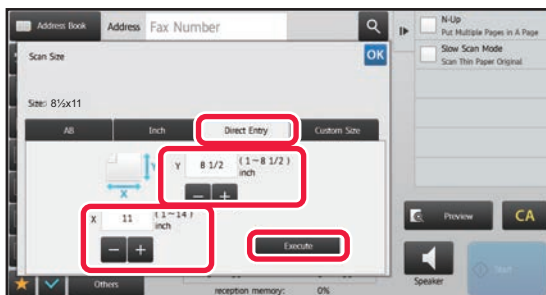 Address Book Address Fax Number
N-Up
Put Multiple Pages in A Page
Slow Scan Mode
Scan Thin Paper Original
Scan Size
OK
Size: 8½x11
AB Inch Direct Entry Custom Size
Y
Y 8 1/2 (1~8 1/2)
inch
X
X 11 (1~14)
inch
Execute
Preview CA
Others
reception memory: 0%
Speaker
Start